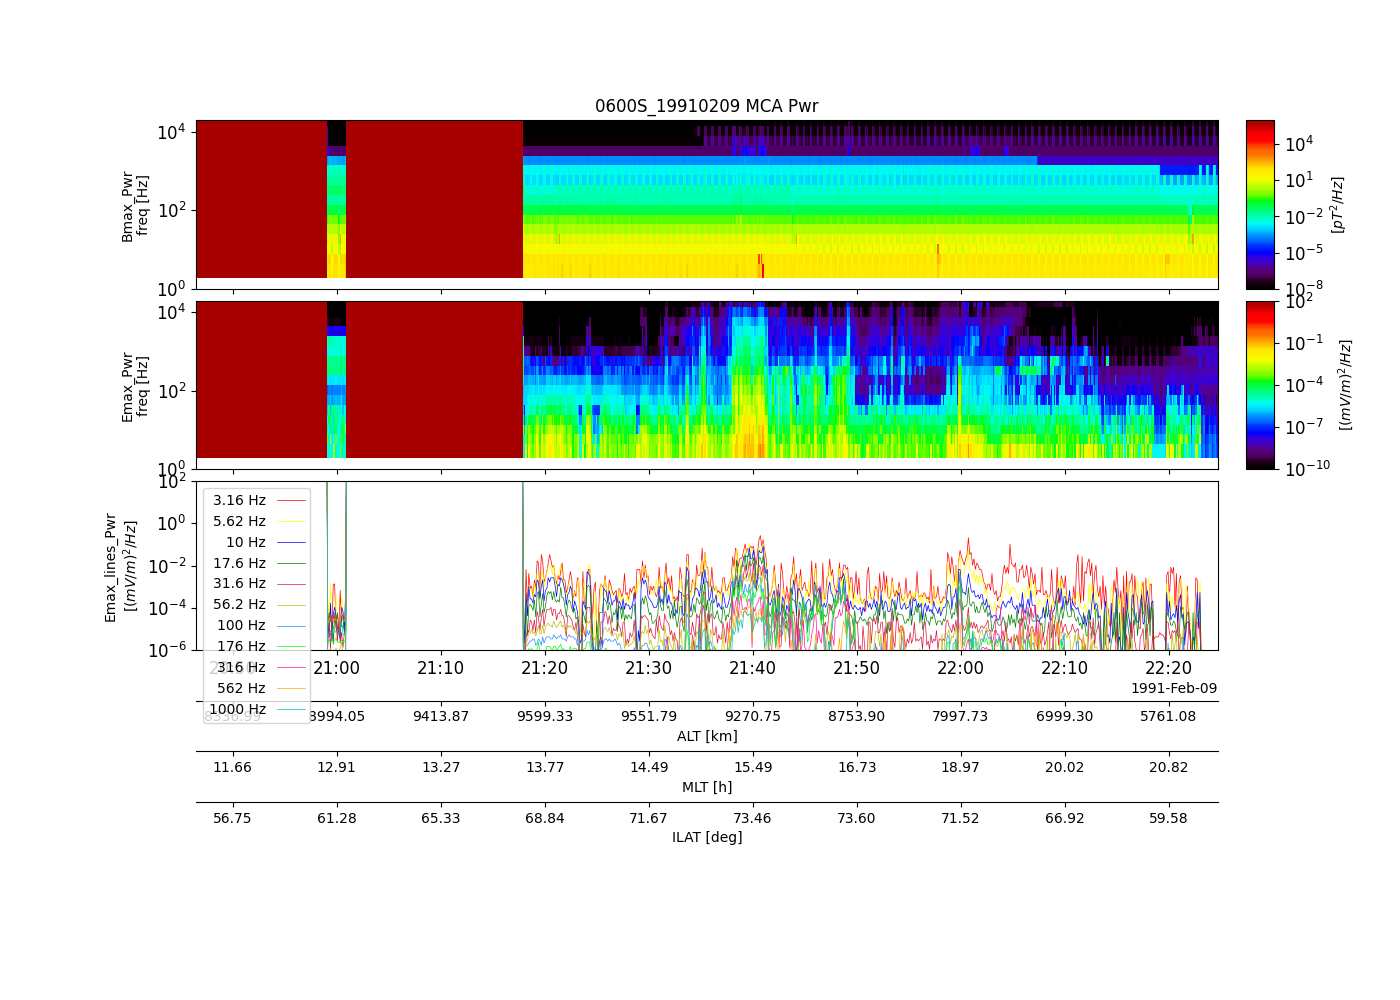 0600S_19910209 MCA Pwr
10^4
10^2
10^0
Bmax_Pwr
freq [Hz]
10^4
10^1
10^-2
10^-5
10^-8
[pT^2/Hz]
10^4
10^2
10^0
Emax_Pwr
freq [Hz]
10^2
10^-1
10^-4
10^-7
10^-10
[(mV/m)^2/Hz]
10^2
10^0
10^-2
10^-4
10^-6
Emax_lines_Pwr
[(mV/m)^2/Hz]
3.16 Hz
5.62 Hz
10 Hz
17.6 Hz
31.6 Hz
56.2 Hz
100 Hz
176 Hz
316 Hz
562 Hz
1000 Hz
20:50 21:00 21:10 21:20 21:30 21:40 21:50 22:00 22:10 22:20
1991-Feb-09
8336.99 8994.05 9413.87 9599.33 9551.79 9270.75 8753.90 7997.73 6999.30 5761.08
ALT [km]
11.66 12.91 13.27 13.77 14.49 15.49 16.73 18.97 20.02 20.82
MLT [h]
56.75 61.28 65.33 68.84 71.67 73.46 73.60 71.52 66.92 59.58
ILAT [deg]